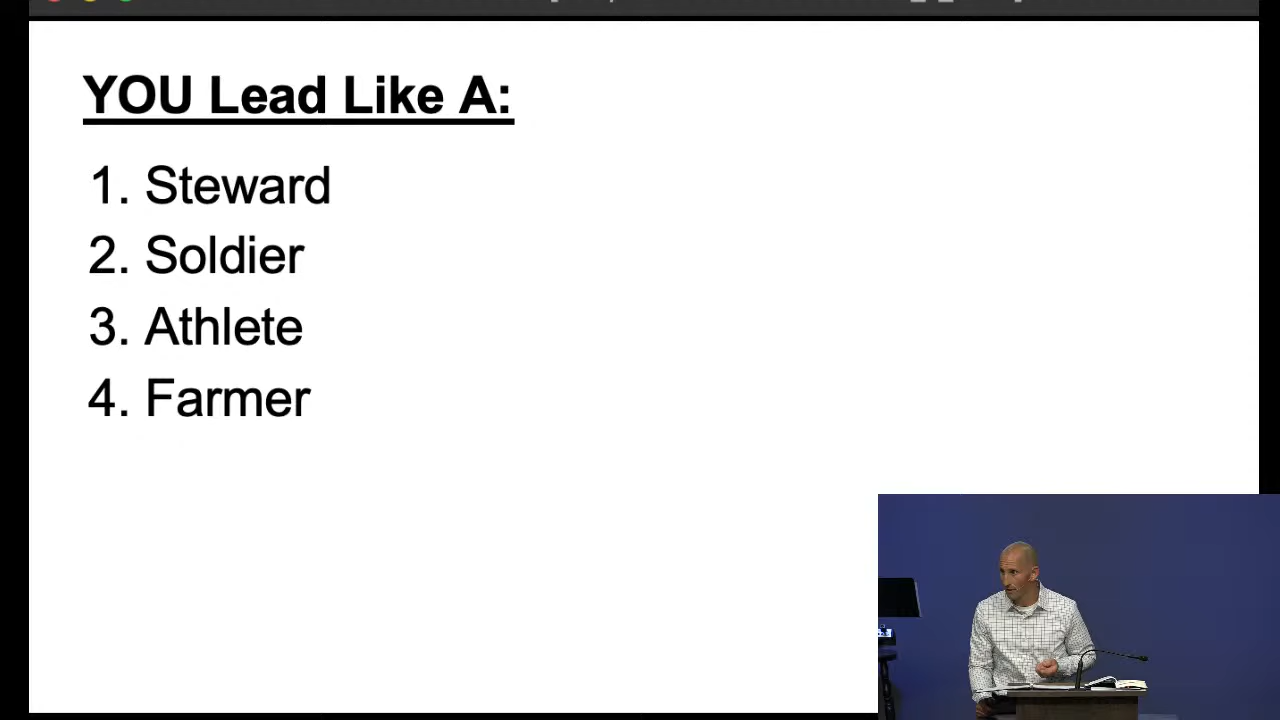 YOU Lead Like A:
1. Steward
2. Soldier
3. Athlete
4. Farmer